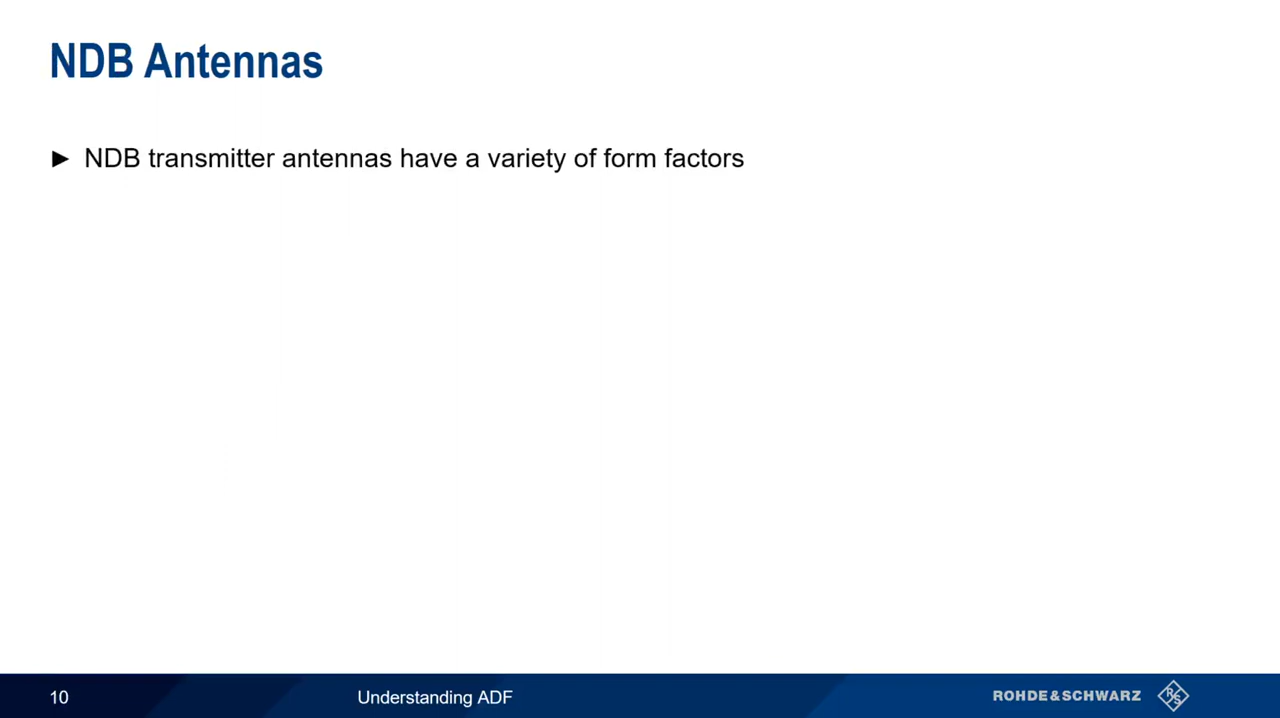 NDB Antennas
► NDB transmitter antennas have a variety of form factors
10
Understanding ADF
ROHDE&SCHWARZ
R
S